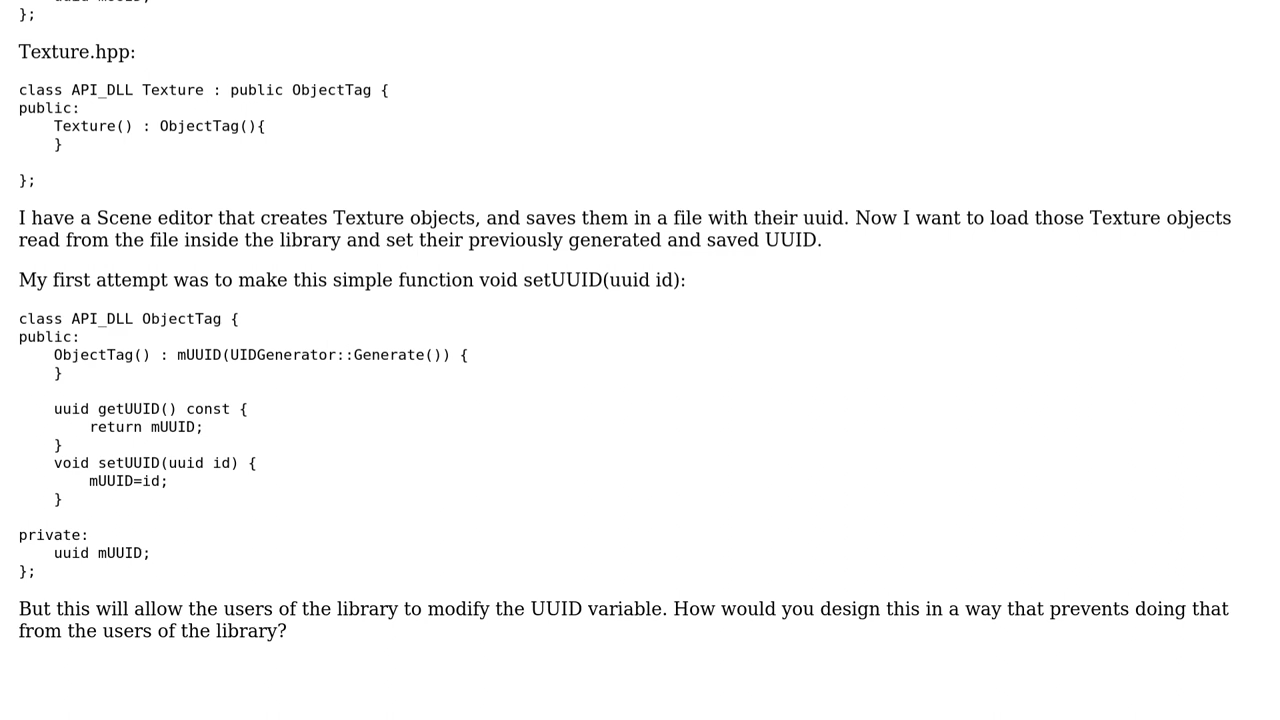 };
Texture.hpp:
class API_DLL Texture : public ObjectTag {
public:
    Texture() : ObjectTag(){
    }
};
I have a Scene editor that creates Texture objects, and saves them in a file with their uuid. Now I want to load those Texture objects
read from the file inside the library and set their previously generated and saved UUID.
My first attempt was to make this simple function void setUUID(uuid id):
class API_DLL ObjectTag {
public:
    ObjectTag() : mUUID(UIDGenerator::Generate()) {
    }
    uuid getUUID() const {
        return mUUID;
    }
    void setUUID(uuid id) {
        mUUID=id;
    }
private:
    uuid mUUID;
};
But this will allow the users of the library to modify the UUID variable. How would you design this in a way that prevents doing that
from the users of the library?